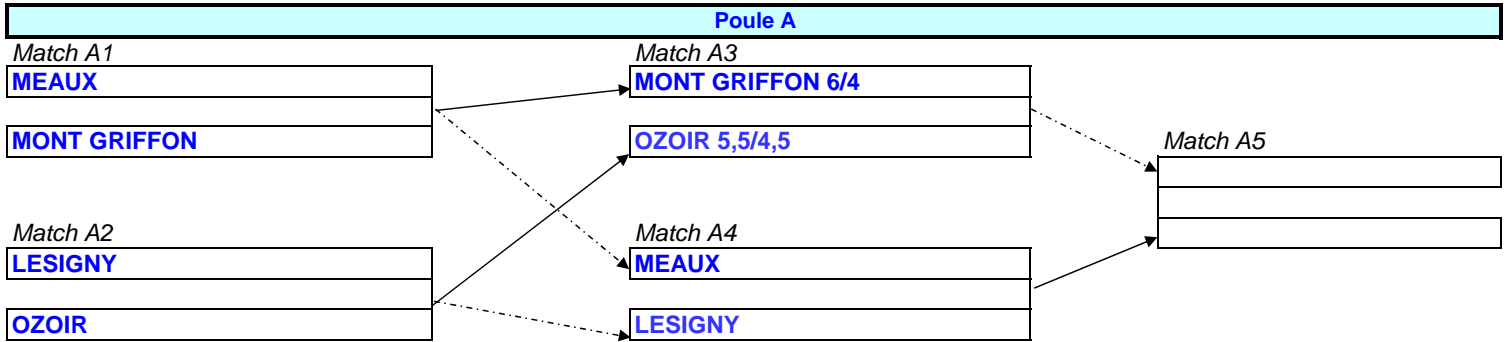 Poule A
Match A1
MEAUX
MONT GRIFFON
Match A2
LESIGNY
OZOIR
Match A3
MONT GRIFFON 6/4
OZOIR 5,5/4,5
Match A4
MEAUX
LESIGNY
Match A5